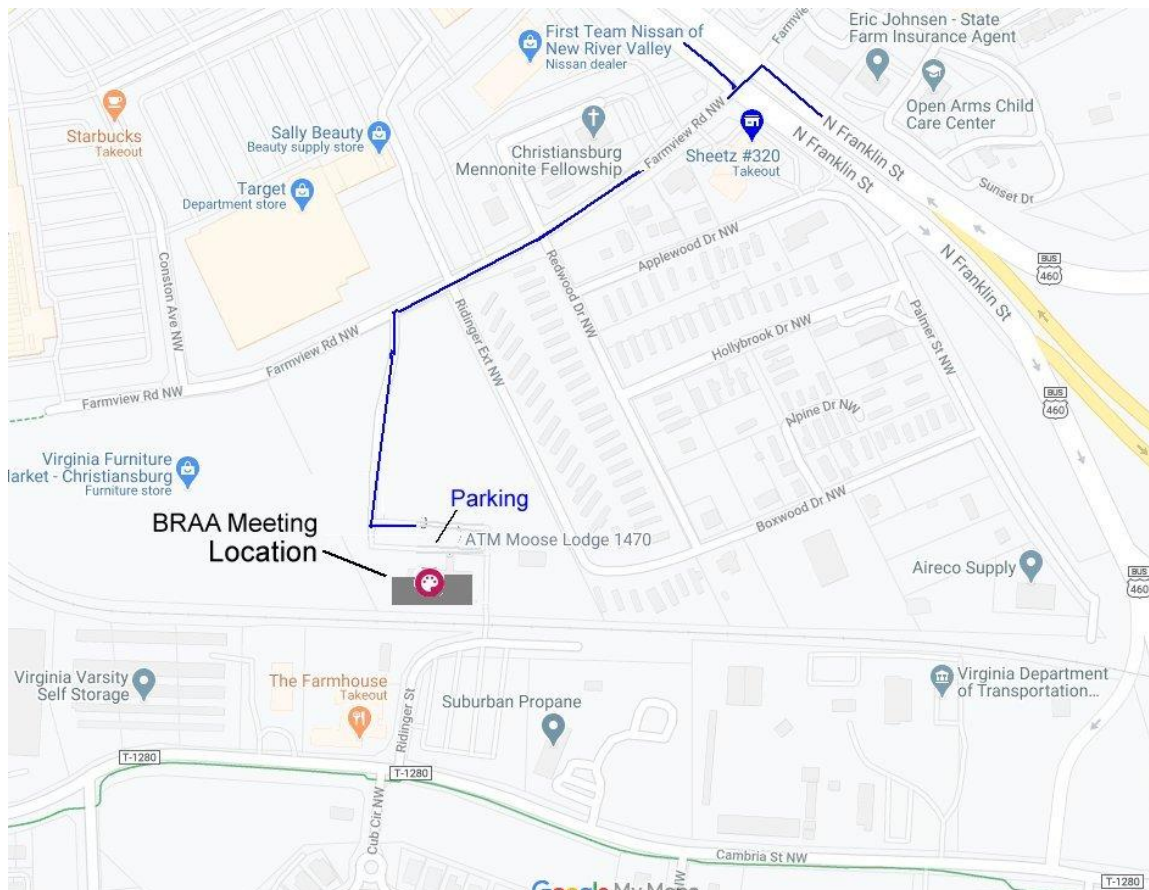 First Team Nissan of
New River Valley
Nissan dealer
Eric Johnsen - State
Farm Insurance Agent
Farmview
Starbucks
Takeout
Sally Beauty
Beauty supply store
Christiansburg
Mennonite Fellowship
Farmview Rd NW
Sheetz #320
Takeout
Open Arms Child
Care Center
N Franklin St
N Franklin St
Sunset Dr
Target
Department store
Conston Ave NW
Redwood Dr NW
Applewood Dr NW
N Franklin St
BUS
460
Ridinger Ext NW
Farmview Rd NW
Hollybrook Dr NW
Palmer St NW
Farmview Rd NW
BUS
460
Alpine Dr NW
Virginia Furniture
Market - Christiansburg
Furniture store
Parking
BRAA Meeting
Location
ATM Moose Lodge 1470
Boxwood Dr NW
Aireco Supply
BUS
460
Virginia Varsity
Self Storage
The Farmhouse
Takeout
Ridinger St
Suburban Propane
Virginia Department
of Transportation...
T-1280
T-1280
Cub Cir NW
Cambria St NW
T-1280
Google My Maps
NW